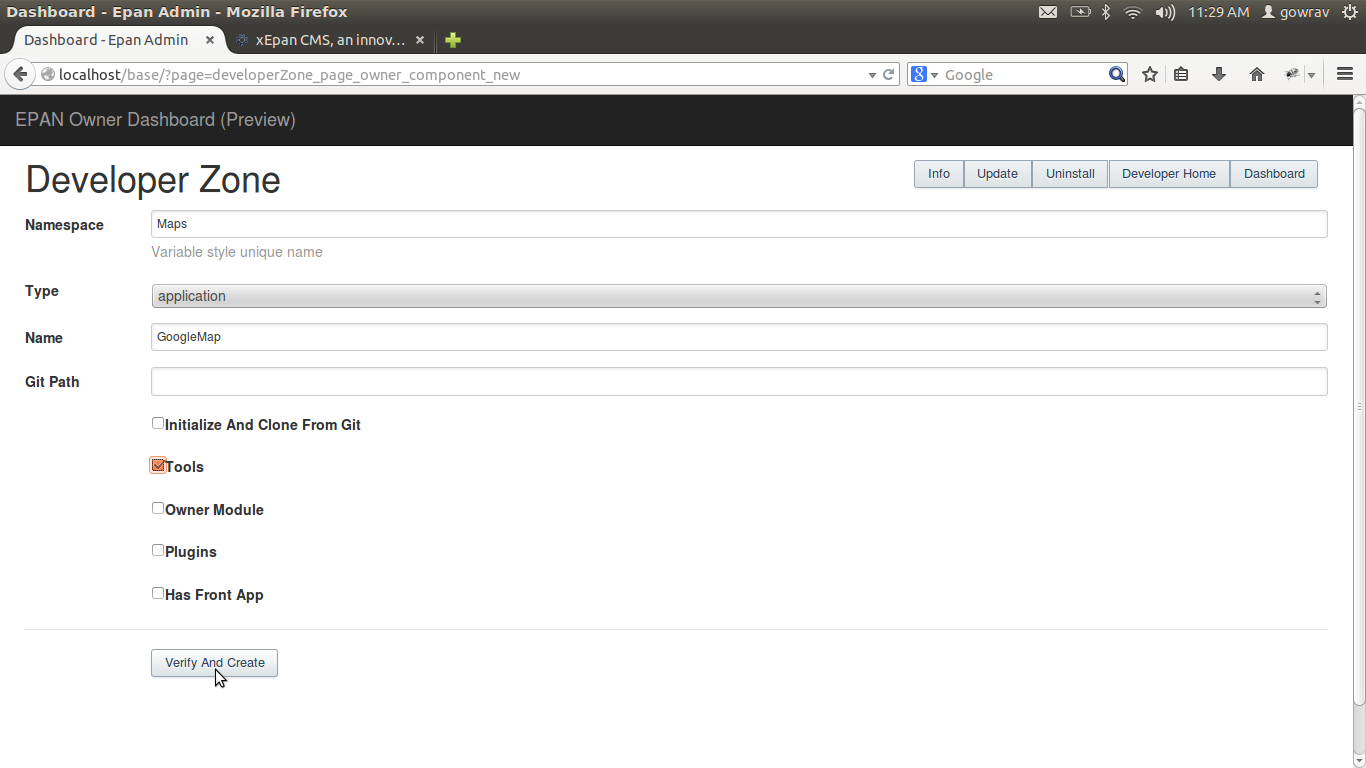 Dashboard - Epan Admin - Mozilla Firefox
11:29 AM gowrav
Dashboard - Epan Admin
xEpan CMS, an innov...
localhost/base/?page=developerZone_page_owner_component_new
Google
EPAN Owner Dashboard (Preview)
Developer Zone
Info
Update
Uninstall
Developer Home
Dashboard
Namespace
Maps
Variable style unique name
Type
application
Name
GoogleMap
Git Path
Initialize And Clone From Git
Tools
Owner Module
Plugins
Has Front App
Verify And Create